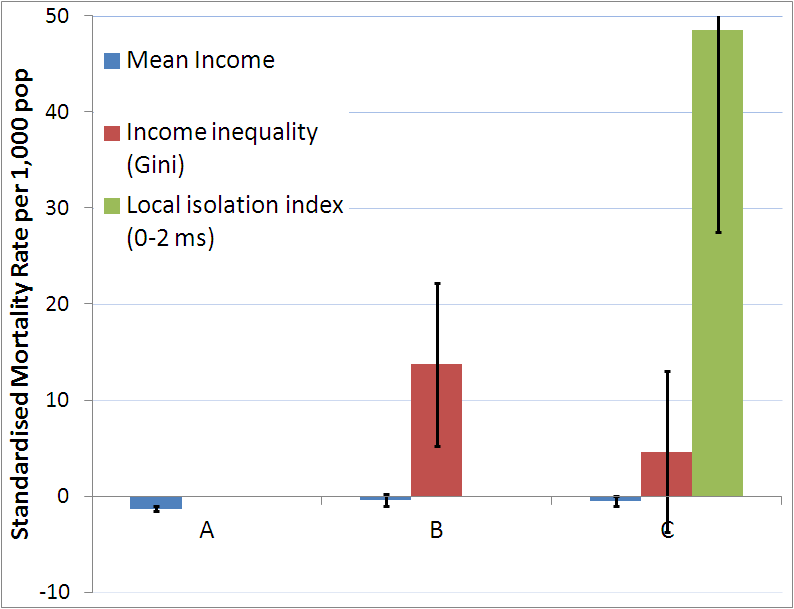 50
40
30
20
10
0
-10
Standardised Mortality Rate per 1,000 pop
Mean Income
Income inequality
(Gini)
Local isolation index
(0-2 ms)
A
B
C